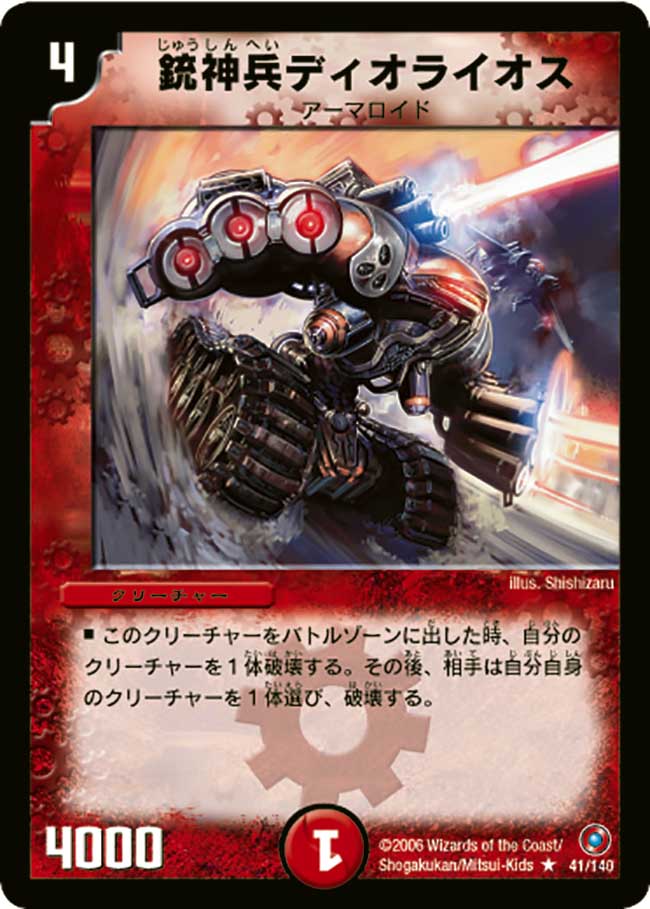 4
じゅうしんへい
銃神兵ディオライオス
アーマロイド
illus. Shishizaru
クリーチャー
■ このクリーチャーをバトルゾーンに出した時、自分の
クリーチャーを1体破壊する。その後、相手は自分自身
のクリーチャーを1体選び、破壊する。
4000
1
©2006 Wizards of the Coast/
Shogakukan/Mitsui-Kids ★ 41/140